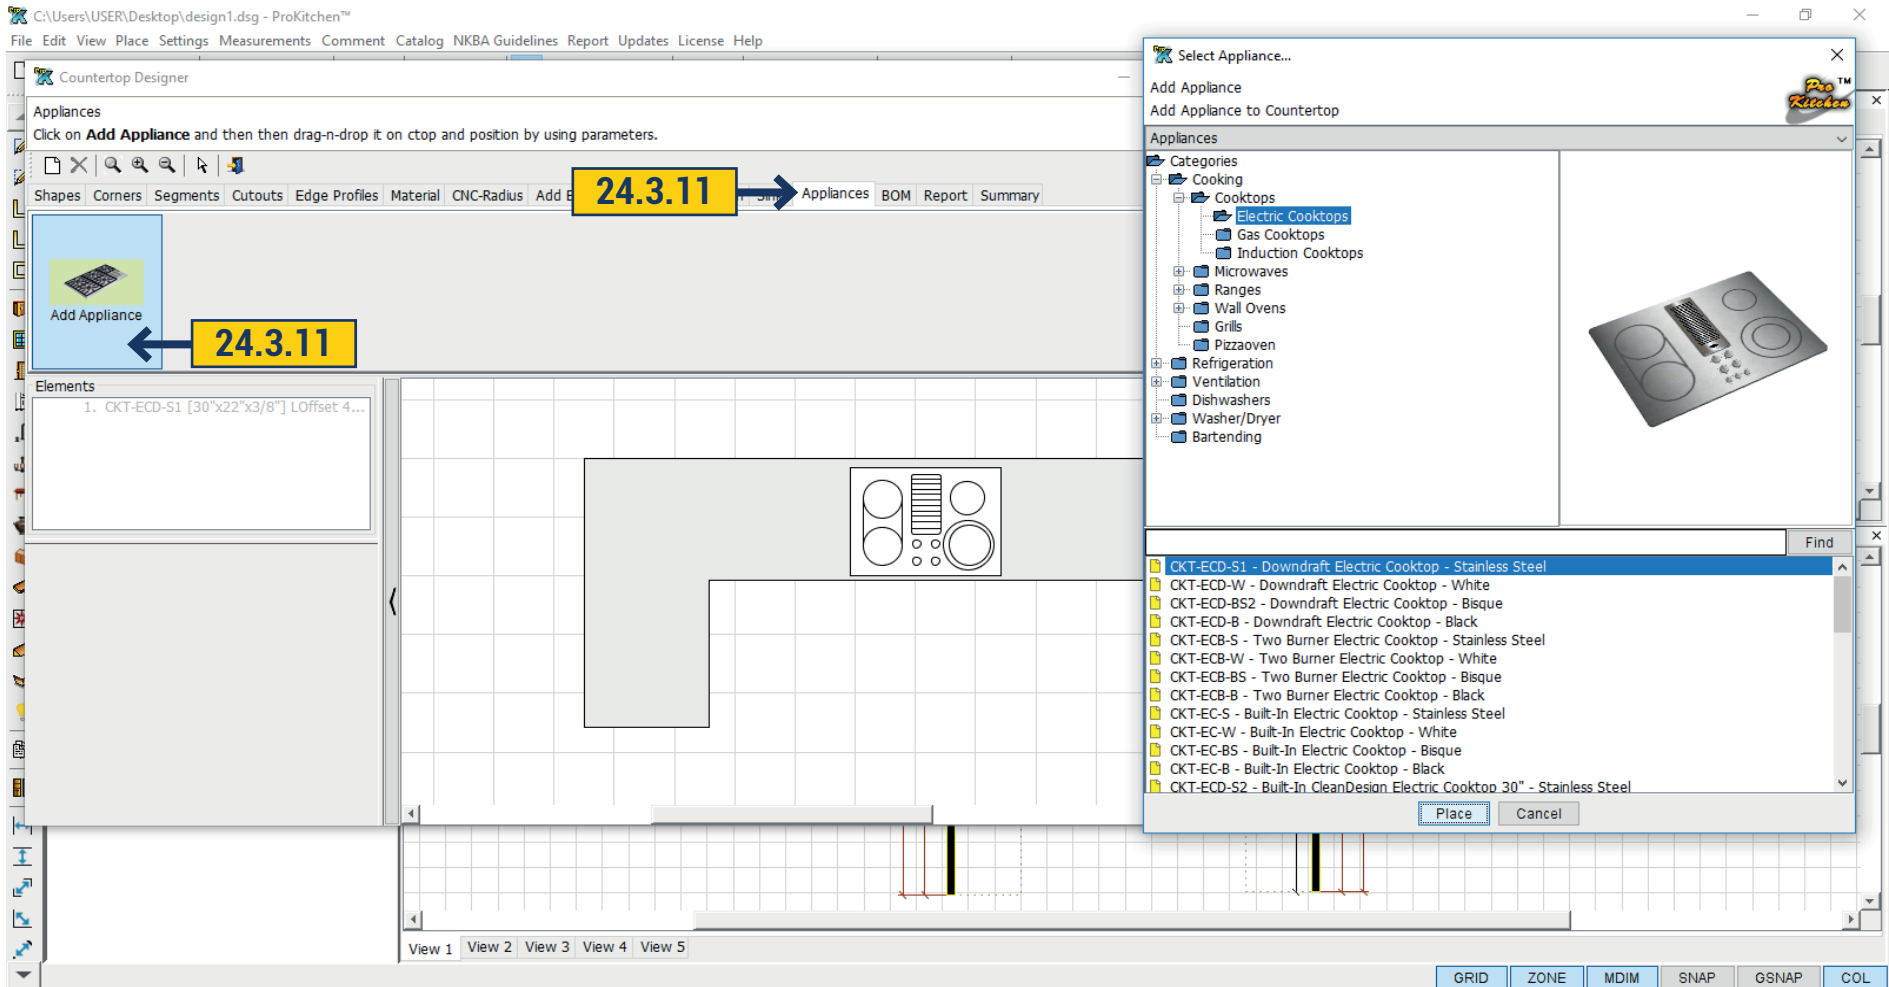 C:\Users\USER\Desktop\design1.dsg - ProKitchen™
File Edit View Place Settings Measurements Comment Catalog NKBA Guidelines Report Updates License Help
Countertop Designer
Appliances
Click on Add Appliance and then then drag-n-drop it on ctop and position by using parameters.
Shapes Corners Segments Cutouts Edge Profiles Material CNC-Radius Add 24.3.11 Appliances BOM Report Summary
Add Appliance
24.3.11
Elements
1. CKT-ECD-S1 [30"x22"x3/8"] LOffset 4...
Select Appliance...
Add Appliance
Add Appliance to Countertop
Pro Kitchen™
Appliances
Categories
Cooking
Cooktops
Electric Cooktops
Gas Cooktops
Induction Cooktops
Microwaves
Ranges
Wall Ovens
Grills
Pizzaoven
Refrigeration
Ventilation
Dishwashers
Washer/Dryer
Bartending
Find
CKT-ECD-S1 - Downdraft Electric Cooktop - Stainless Steel
CKT-ECD-W - Downdraft Electric Cooktop - White
CKT-ECD-BS2 - Downdraft Electric Cooktop - Bisque
CKT-ECD-B - Downdraft Electric Cooktop - Black
CKT-ECB-S - Two Burner Electric Cooktop - Stainless Steel
CKT-ECB-W - Two Burner Electric Cooktop - White
CKT-ECB-BS - Two Burner Electric Cooktop - Bisque
CKT-ECB-B - Two Burner Electric Cooktop - Black
CKT-EC-S - Built-In Electric Cooktop - Stainless Steel
CKT-EC-W - Built-In Electric Cooktop - White
CKT-EC-BS - Built-In Electric Cooktop - Bisque
CKT-EC-B - Built-In Electric Cooktop - Black
CKT-ECD-S2 - Built-In CleanDesign Electric Cooktop 30" - Stainless Steel
Place Cancel
View 1 View 2 View 3 View 4 View 5
GRID ZONE MDIM SNAP GSNAP COL